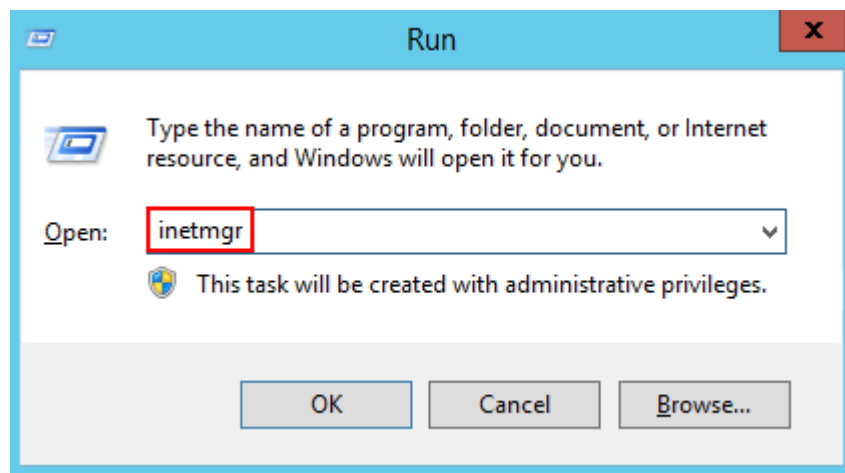 Run
x
Type the name of a program, folder, document, or Internet
resource, and Windows will open it for you.
Open: inetmgr
This task will be created with administrative privileges.
OK Cancel Browse...